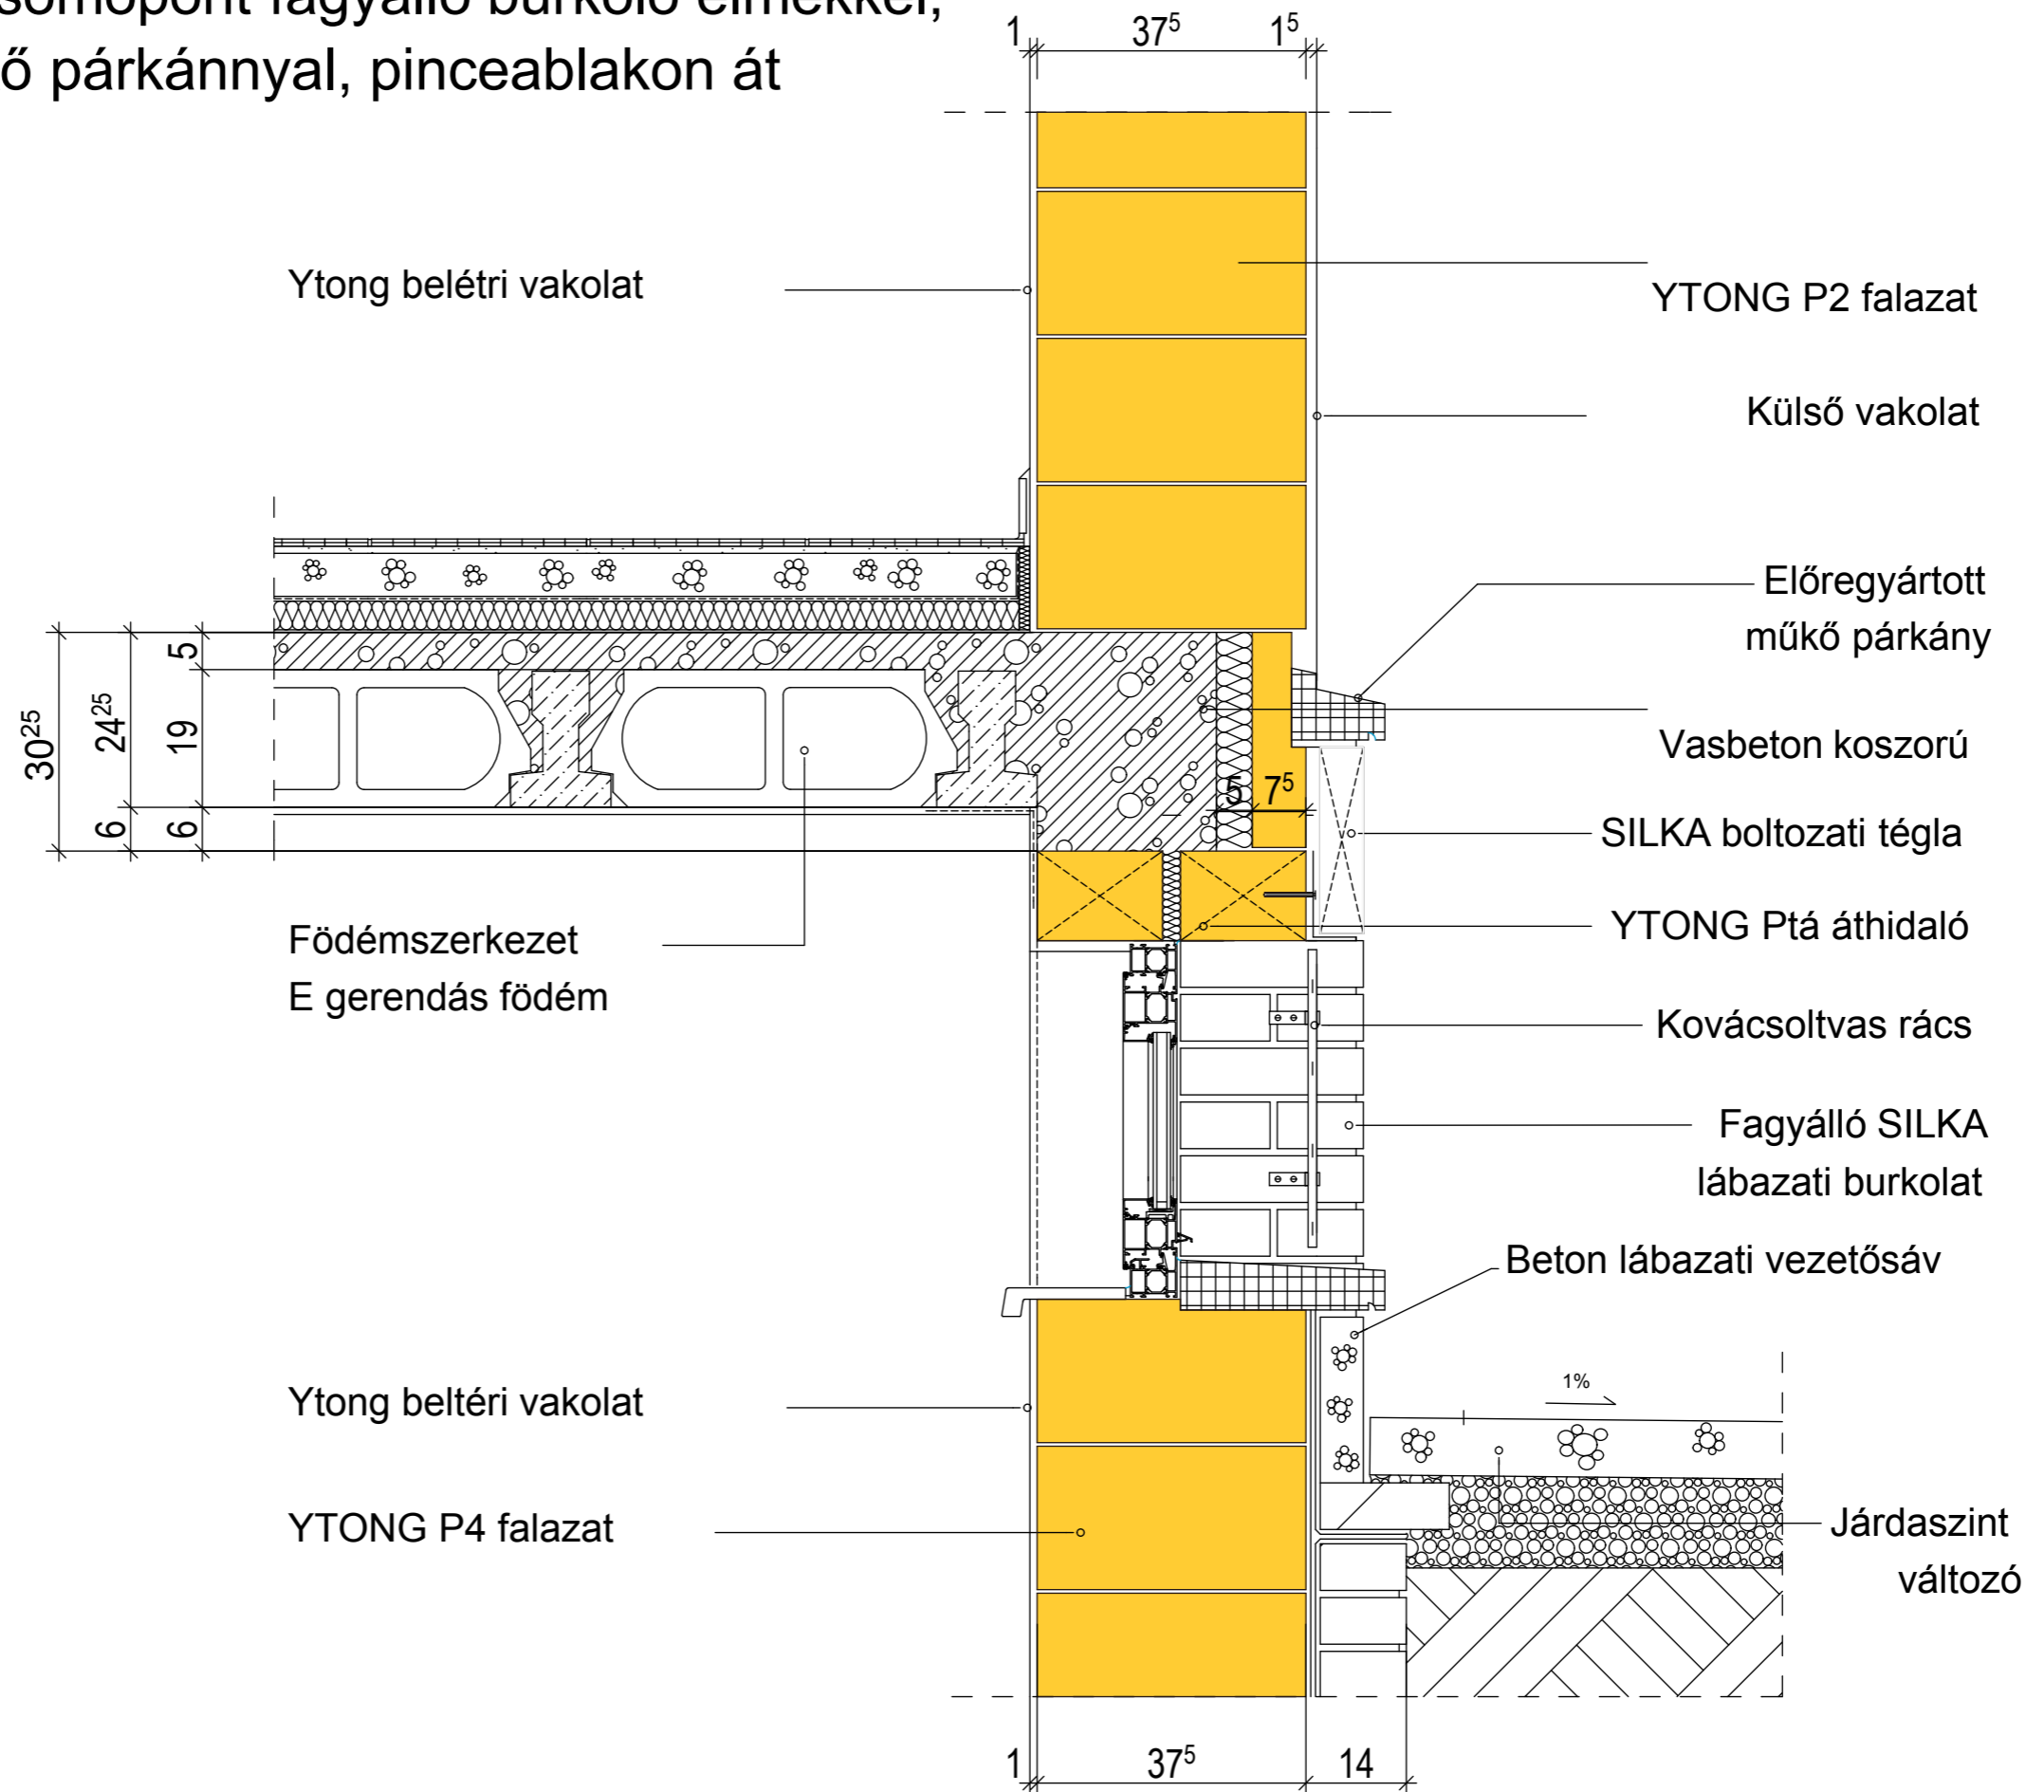 fagyálló burkoló elmekkel,
párkánnyal, pinceablakon át
1 37⁵ 1⁵
Ytong belétri vakolat
YTONG P2 falazat
Külső vakolat
Előregyártott
műkő párkány
Vasbeton koszorú
SILKA boltozati tégla
YTONG Ptá áthidaló
Kovácsoltvas rács
Fagyálló SILKA
lábazati burkolat
Beton lábazati vezetősáv
1%
Járdaszint
változó
30²⁵
24²⁵
6
5
19
6
5 7⁵
Födémszerkezet
E gerendás födém
Ytong beltéri vakolat
YTONG P4 falazat
1 37⁵ 14